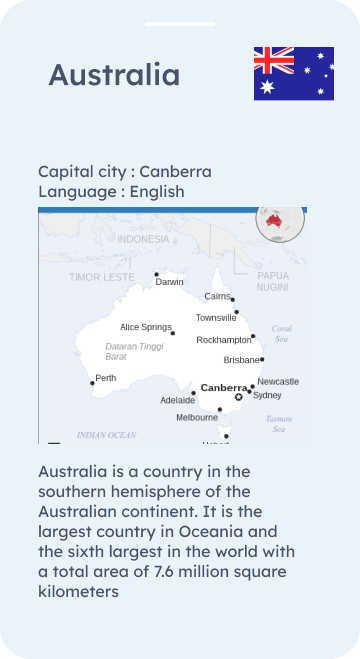 Australia
Capital city : Canberra
Language : English
INDONESIA
TIMOR LESTE
PAPUA
NUGINI
Darwin
Cairns
Townsville
Coral
Sea
Alice Springs
Rockhampton
Dataran Tinggi
Barat
Brisbane
Perth
Newcastle
Canberra
Sydney
Adelaide
Melbourne
Tasman
Sea
INDIAN OCEAN
Australia is a country in the
southern hemisphere of the
Australian continent. It is the
largest country in Oceania and
the sixth largest in the world with
a total area of 7.6 million square
kilometers